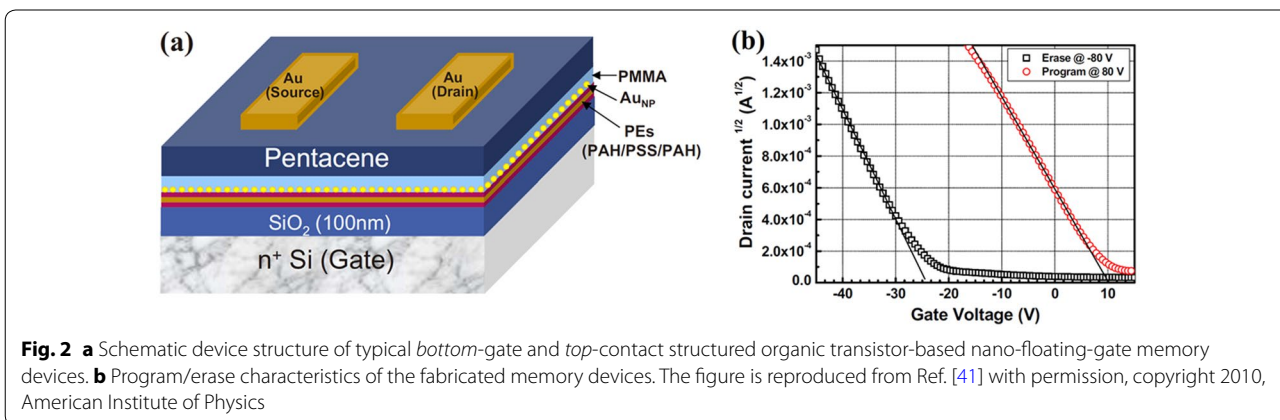 (a)
Au
(Source)
Au
(Drain)
PMMA
Au_NP
PEs
(PAH/PSS/PAH)
Pentacene
SiO₂ (100nm)
n⁺ Si (Gate)
(b)
Drain current ^1/2 (A^1/2)
1.4x10⁻³
1.2x10⁻³
1.0x10⁻³
8.0x10⁻⁴
6.0x10⁻⁴
4.0x10⁻⁴
2.0x10⁻⁴
0.0
Erase @ -80 V
Program @ 80 V
-40 -30 -20 -10 0 10
Gate Voltage (V)
Fig. 2 a Schematic device structure of typical bottom-gate and top-contact structured organic transistor-based nano-floating-gate memory
devices. b Program/erase characteristics of the fabricated memory devices. The figure is reproduced from Ref. [41] with permission, copyright 2010,
American Institute of Physics